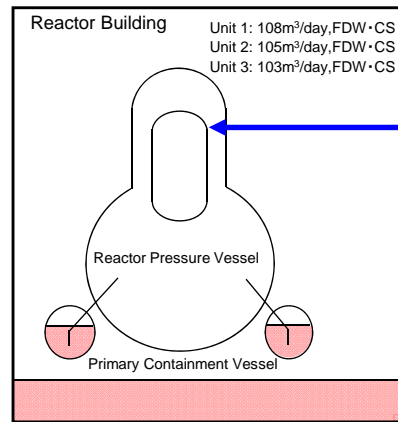 Reactor Building
Unit 1: 108m³/day,FDW・CS
Unit 2: 105m³/day,FDW・CS
Unit 3: 103m³/day,FDW・CS
Reactor Pressure Vessel
Primary Containment Vessel